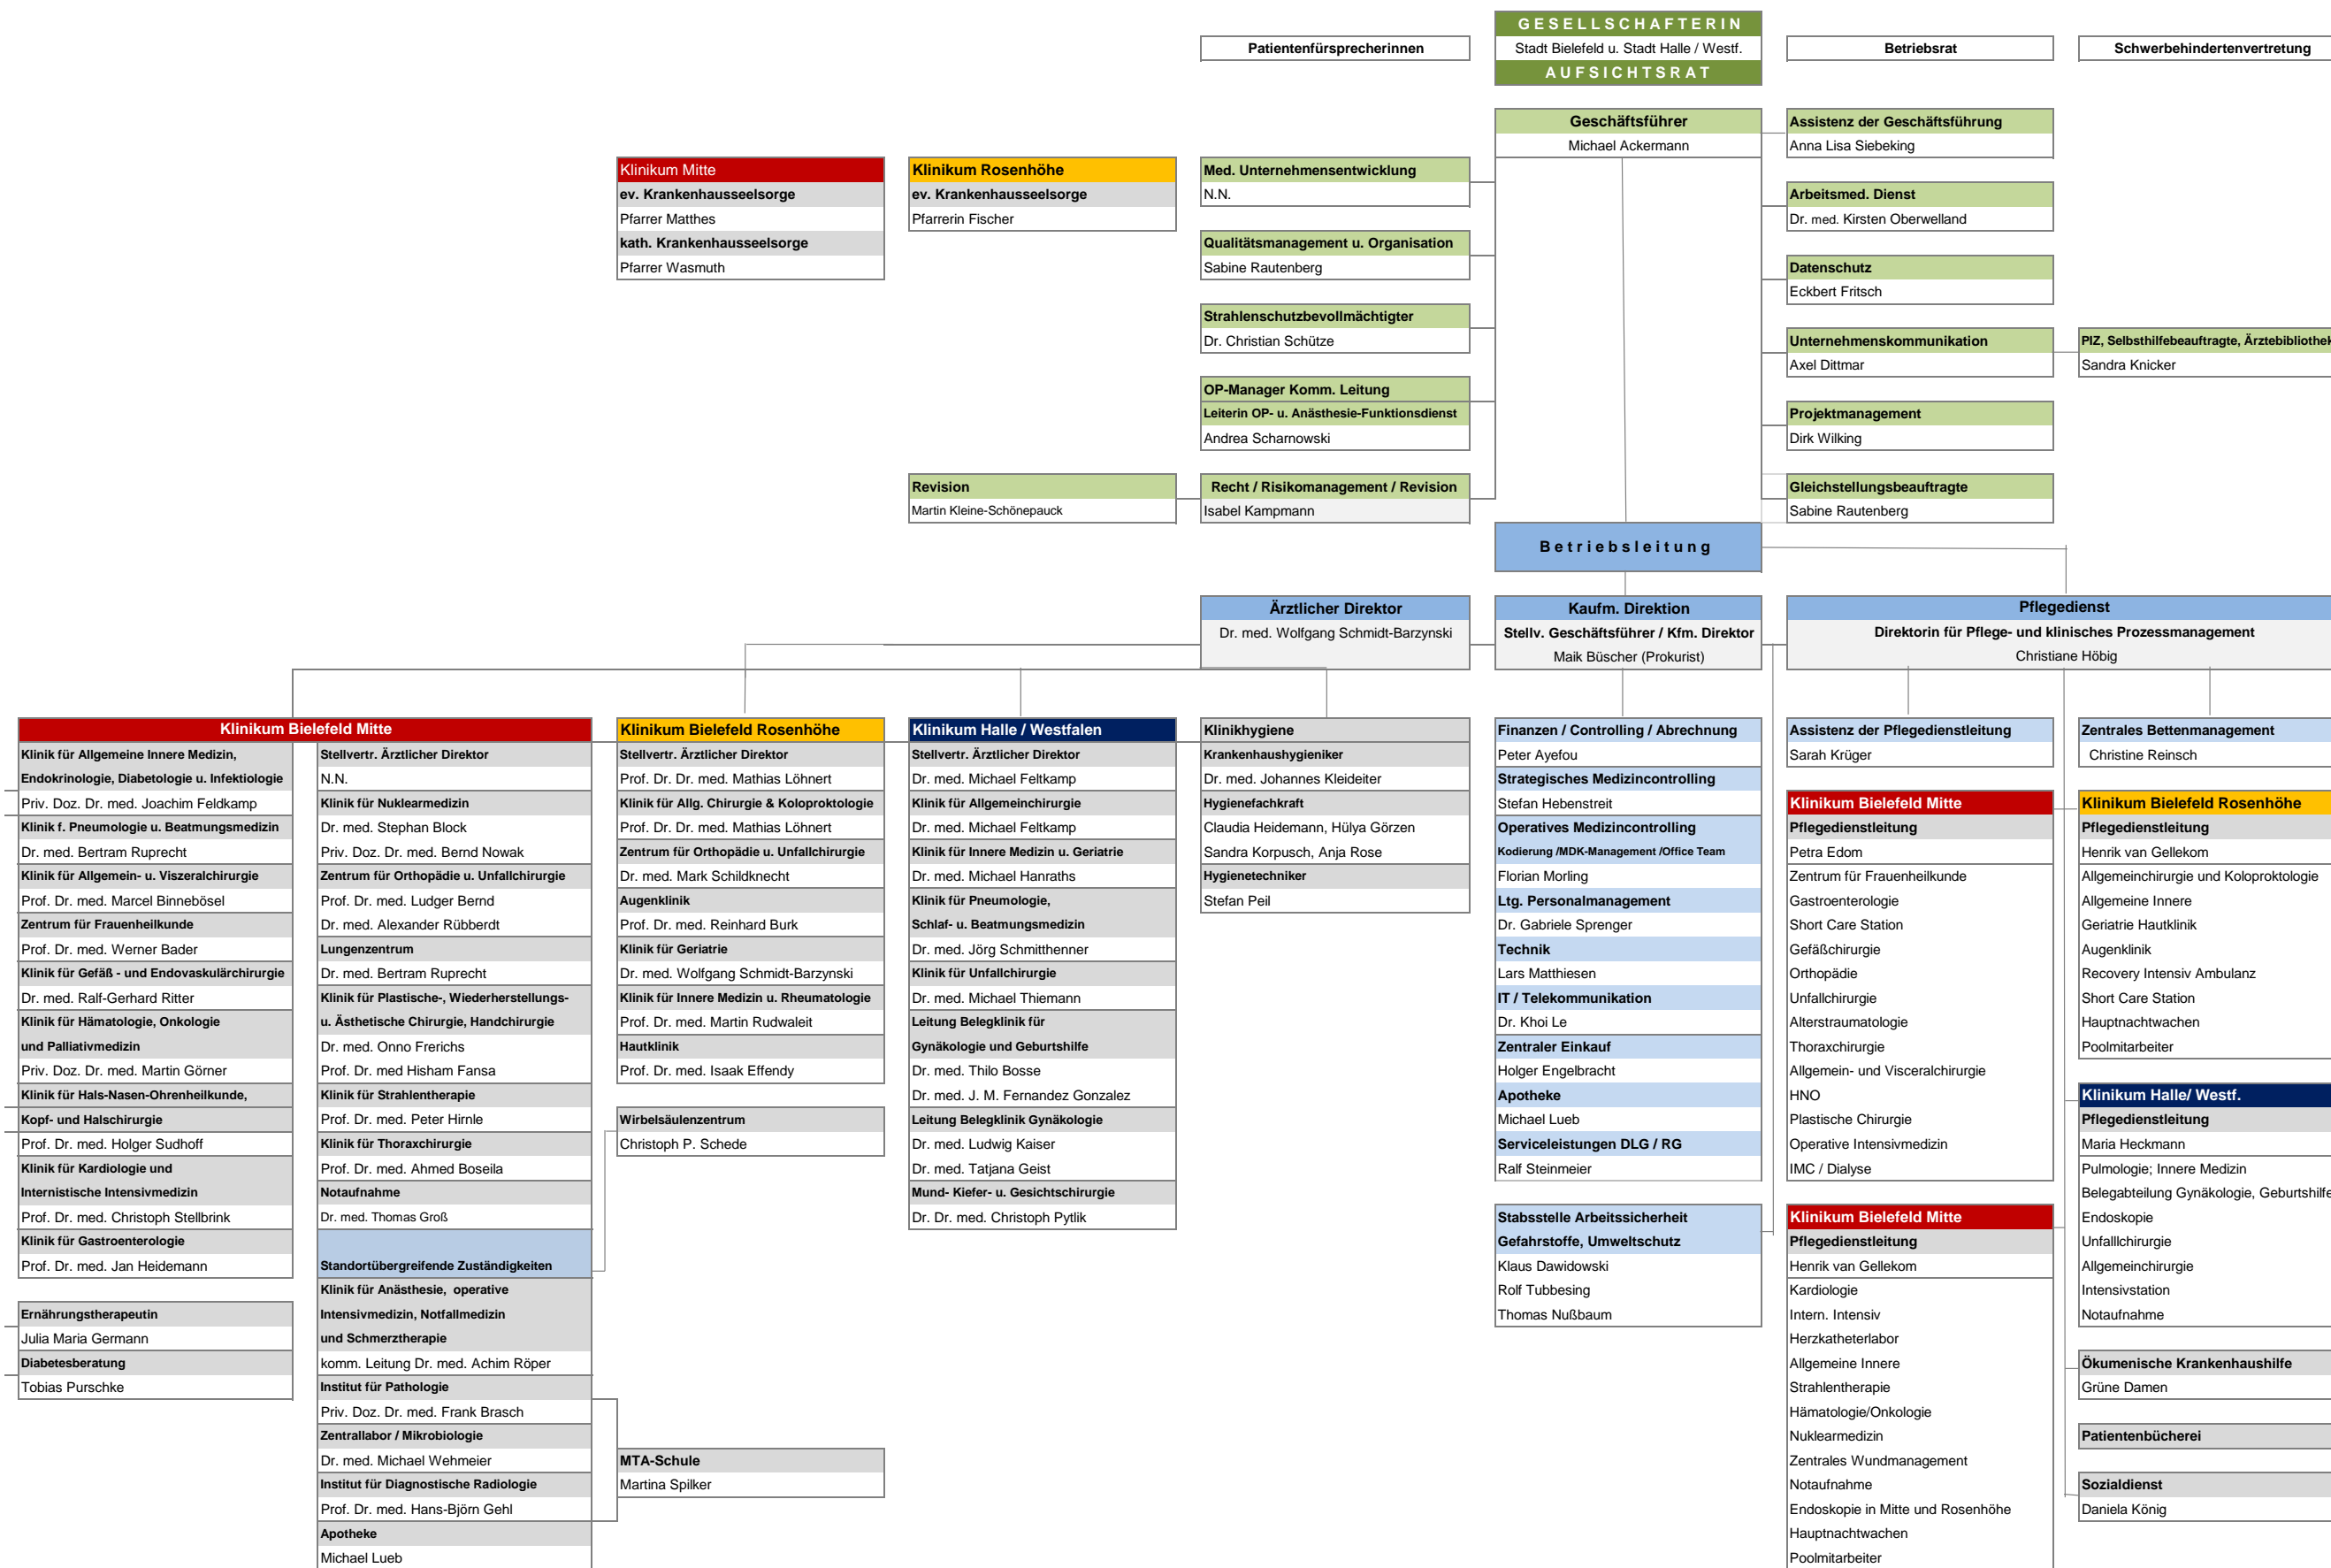 GESELLSCHAFTERIN
Patientenfürsprecherinnen
Stadt Bielefeld u. Stadt Halle / Westf.
Betriebsrat
Schwerbehindertenvertretung
AUFSICHTSRAT
Geschäftsführer
Michael Ackermann
Assistenz der Geschäftsführung
Anna Lisa Siebeking
Klinikum Mitte
ev. Krankenhausseelsorge
Pfarrer Matthes
kath. Krankenhausseelsorge
Pfarrer Wasmuth
Klinikum Rosenhöhe
ev. Krankenhausseelsorge
Pfarrerin Fischer
Med. Unternehmensentwicklung
N.N.
Qualitätsmanagement u. Organisation
Sabine Rautenberg
Strahlenschutzbevollmächtigter
Dr. Christian Schütze
OP-Manager Komm. Leitung
Leiterin OP- u. Anästhesie-Funktionsdienst
Andrea Scharnowski
Revision
Martin Kleine-Schönepauck
Recht / Risikomanagement / Revision
Isabel Kampmann
Arbeitsmed. Dienst
Dr. med. Kirsten Oberwelland
Datenschutz
Eckbert Fritsch
Unternehmenskommunikation
Axel Dittmar
PIZ, Selbsthilfebeauftragte, Ärztebibliothek
Sandra Knicker
Projektmanagement
Dirk Wilking
Gleichstellungsbeauftragte
Sabine Rautenberg
Betriebsleitung
Ärztlicher Direktor
Dr. med. Wolfgang Schmidt-Barzynski
Kaufm. Direktion
Stellv. Geschäftsführer / Kfm. Direktor
Maik Büscher (Prokurist)
Pflegedienst
Direktorin für Pflege- und klinisches Prozessmanagement
Christiane Höbig
Klinikum Bielefeld Mitte
Klinik für Allgemeine Innere Medizin,
Endokrinologie, Diabetologie u. Infektiologie
Priv. Doz. Dr. med. Joachim Feldkamp
Klinik f. Pneumologie u. Beatmungsmedizin
Dr. med. Bertram Ruprecht
Klinik für Allgemein- u. Viszeralchirurgie
Prof. Dr. med. Marcel Binnebösel
Zentrum für Frauenheilkunde
Prof. Dr. med. Werner Bader
Klinik für Gefäß - und Endovaskulärchirurgie
Dr. med. Ralf-Gerhard Ritter
Klinik für Hämatologie, Onkologie
und Palliativmedizin
Priv. Doz. Dr. med. Martin Görner
Klinik für Hals-Nasen-Ohrenheilkunde,
Kopf- und Halschirurgie
Prof. Dr. med. Holger Sudhoff
Klinik für Kardiologie und
Internistische Intensivmedizin
Prof. Dr. med. Christoph Stellbrink
Klinik für Gastroenterologie
Prof. Dr. med. Jan Heidemann
Ernährungstherapeutin
Julia Maria Germann
Diabetesberatung
Tobias Purschke
Stellvertr. Ärztlicher Direktor
N.N.
Klinik für Nuklearmedizin
Dr. med. Stephan Block
Priv. Doz. Dr. med. Bernd Nowak
Zentrum für Orthopädie u. Unfallchirurgie
Prof. Dr. med. Ludger Bernd
Dr. med. Alexander Rübberdt
Lungenzentrum
Dr. med. Bertram Ruprecht
Klinik für Plastische-, Wiederherstellungs-
u. Ästhetische Chirurgie, Handchirurgie
Dr. med. Onno Frerichs
Prof. Dr. med Hisham Fansa
Klinik für Strahlentherapie
Prof. Dr. med. Peter Hirnle
Klinik für Thoraxchirurgie
Prof. Dr. med. Ahmed Boseila
Notaufnahme
Dr. med. Thomas Groß
Standortübergreifende Zuständigkeiten
Klinik für Anästhesie, operative
Intensivmedizin, Notfallmedizin
und Schmerztherapie
komm. Leitung Dr. med. Achim Röper
Institut für Pathologie
Priv. Doz. Dr. med. Frank Brasch
Zentrallabor / Mikrobiologie
Dr. med. Michael Wehmeier
Institut für Diagnostische Radiologie
Prof. Dr. med. Hans-Björn Gehl
Apotheke
Michael Lueb
Klinikum Bielefeld Rosenhöhe
Stellvertr. Ärztlicher Direktor
Prof. Dr. Dr. med. Mathias Löhnert
Klinik für Allg. Chirurgie & Koloproktologie
Prof. Dr. Dr. med. Mathias Löhnert
Zentrum für Orthopädie u. Unfallchirurgie
Dr. med. Mark Schildknecht
Augenklinik
Prof. Dr. med. Reinhard Burk
Klinik für Geriatrie
Dr. med. Wolfgang Schmidt-Barzynski
Klinik für Innere Medizin u. Rheumatologie
Prof. Dr. med. Martin Rudwaleit
Hautklinik
Prof. Dr. med. Isaak Effendy
Wirbelsäulenzentrum
Christoph P. Schede
MTA-Schule
Martina Spilker
Klinikum Halle / Westfalen
Stellvertr. Ärztlicher Direktor
Dr. med. Michael Feltkamp
Klinik für Allgemeinchirurgie
Dr. med. Michael Feltkamp
Klinik für Innere Medizin u. Geriatrie
Dr. med. Michael Hanraths
Klinik für Pneumologie,
Schlaf- u. Beatmungsmedizin
Dr. med. Jörg Schmitthenner
Klinik für Unfallchirurgie
Dr. med. Michael Thiemann
Leitung Belegklinik für
Gynäkologie und Geburtshilfe
Dr. med. Thilo Bosse
Dr. med. J. M. Fernandez Gonzalez
Leitung Belegklinik Gynäkologie
Dr. med. Ludwig Kaiser
Dr. med. Tatjana Geist
Mund- Kiefer- u. Gesichtschirurgie
Dr. Dr. med. Christoph Pytlik
Klinikhygiene
Krankenhaushygieniker
Dr. med. Johannes Kleideiter
Hygienefachkraft
Claudia Heidemann, Hülya Görzen
Sandra Korpusch, Anja Rose
Hygienetechniker
Stefan Peil
Finanzen / Controlling / Abrechnung
Peter Ayefou
Strategisches Medizincontrolling
Stefan Hebenstreit
Operatives Medizincontrolling
Kodierung /MDK-Management /Office Team
Florian Morling
Ltg. Personalmanagement
Dr. Gabriele Sprenger
Technik
Lars Matthiesen
IT / Telekommunikation
Dr. Khoi Le
Zentraler Einkauf
Holger Engelbracht
Apotheke
Michael Lueb
Serviceleistungen DLG / RG
Ralf Steinmeier
Stabsstelle Arbeitssicherheit
Gefahrstoffe, Umweltschutz
Klaus Dawidowski
Rolf Tubbesing
Thomas Nußbaum
Assistenz der Pflegedienstleitung
Sarah Krüger
Klinikum Bielefeld Mitte
Pflegedienstleitung
Petra Edom
Zentrum für Frauenheilkunde
Gastroenterologie
Short Care Station
Gefäßchirurgie
Orthopädie
Unfallchirurgie
Alterstraumatologie
Thoraxchirurgie
Allgemein- und Visceralchirurgie
HNO
Plastische Chirurgie
Operative Intensivmedizin
IMC / Dialyse
Klinikum Bielefeld Mitte
Pflegedienstleitung
Henrik van Gellekom
Kardiologie
Intern. Intensiv
Herzkatheterlabor
Allgemeine Innere
Strahlentherapie
Hämatologie/Onkologie
Nuklearmedizin
Zentrales Wundmanagement
Notaufnahme
Endoskopie in Mitte und Rosenhöhe
Hauptnachtwachen
Poolmitarbeiter
Zentrales Bettenmanagement
Christine Reinsch
Klinikum Bielefeld Rosenhöhe
Pflegedienstleitung
Henrik van Gellekom
Allgemeinchirurgie und Koloproktologie
Allgemeine Innere
Geriatrie Hautklinik
Augenklinik
Recovery Intensiv Ambulanz
Short Care Station
Hauptnachtwachen
Poolmitarbeiter
Klinikum Halle/ Westf.
Pflegedienstleitung
Maria Heckmann
Pulmologie; Innere Medizin
Belegabteilung Gynäkologie, Geburtshilfe
Endoskopie
Unfalllchirurgie
Allgemeinchirurgie
Intensivstation
Notaufnahme
Ökumenische Krankenhaushilfe
Grüne Damen
Patientenbücherei
Sozialdienst
Daniela König